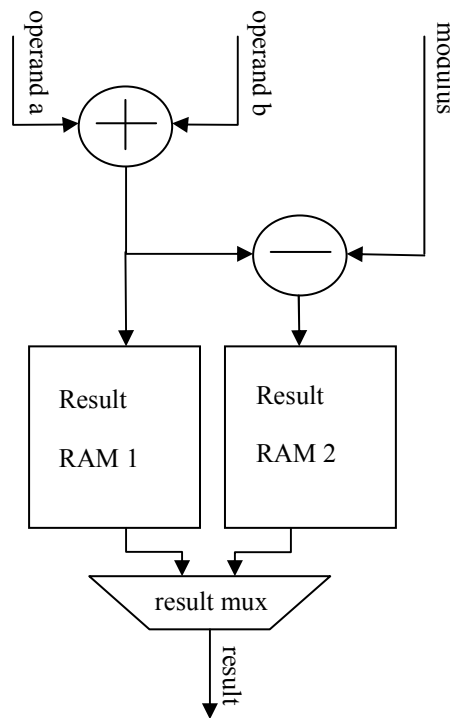 operand a
operand b
modulus
Result
RAM 1
Result
RAM 2
result mux
result